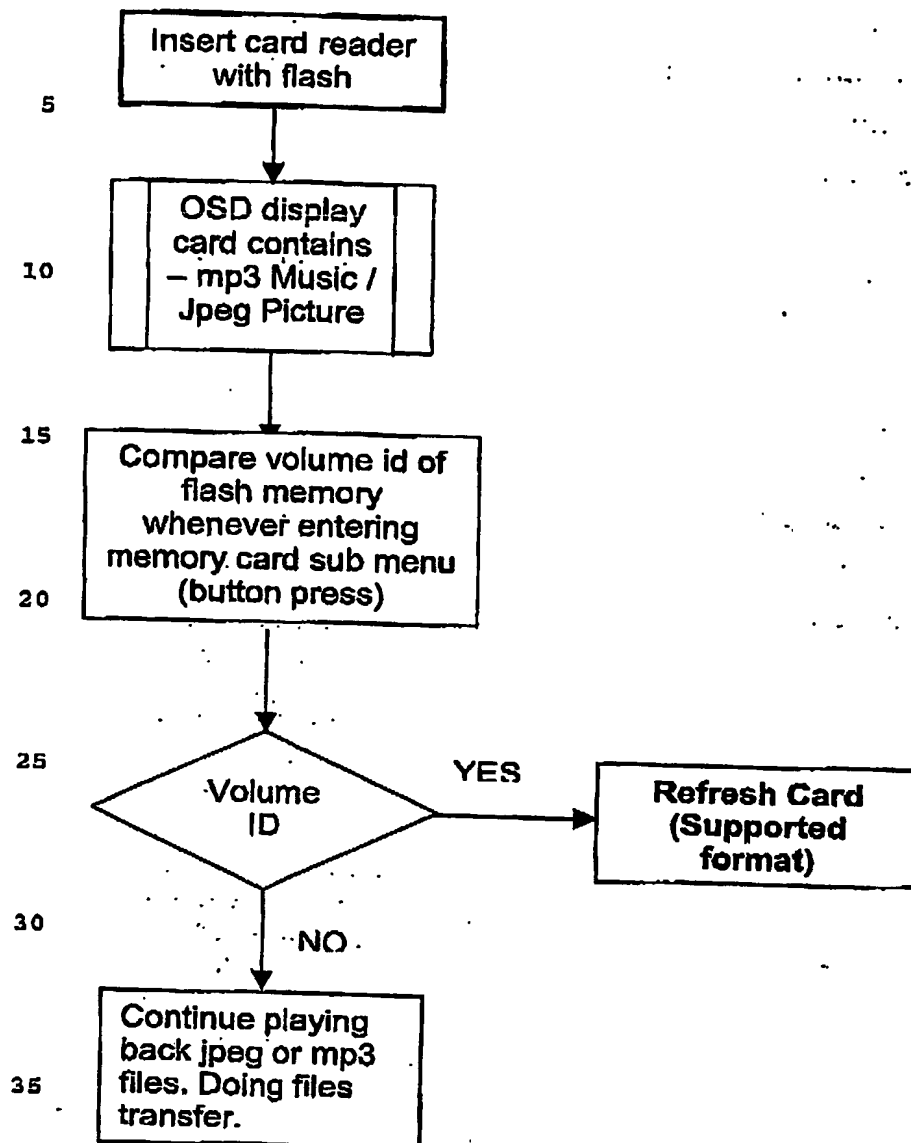 Insert card reader
with flash
5
OSD display
card contains
– mp3 Music /
Jpeg Picture
10
15
Compare volume id of
flash memory
whenever entering
memory card sub menu
(button press)
20
25
Volume
ID
YES
Refresh Card
(Supported
format)
30
NO
Continue playing
back jpeg or mp3
files. Doing files
transfer.
35